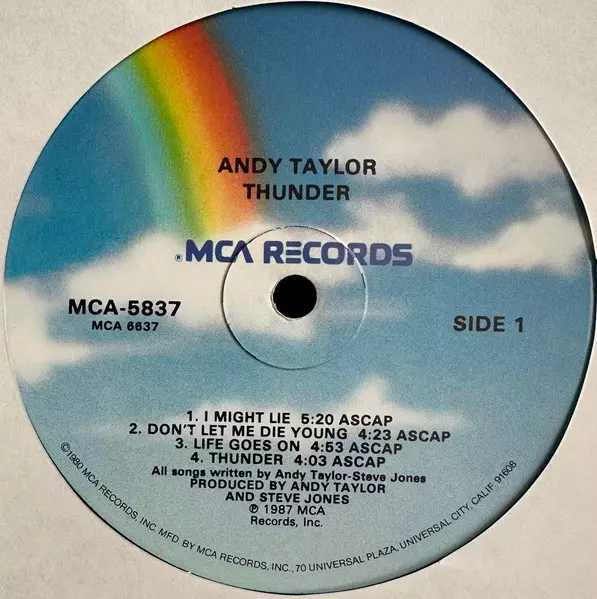 ANDY TAYLOR
THUNDER
®MCA RECORDS
MCA-5837
MCA 6637
SIDE 1
1. I MIGHT LIE 5:20 ASCAP
2. DON'T LET ME DIE YOUNG 4:23 ASCAP
3. LIFE GOES ON 4:53 ASCAP
4. THUNDER 4:03 ASCAP
All songs written by Andy Taylor-Steve Jones
PRODUCED BY ANDY TAYLOR
AND STEVE JONES
℗ 1987 MCA
Records, Inc.
©1980 MCA RECORDS, INC. MFD. BY MCA RECORDS, INC., 70 UNIVERSAL PLAZA, UNIVERSAL CITY, CALIF. 91608